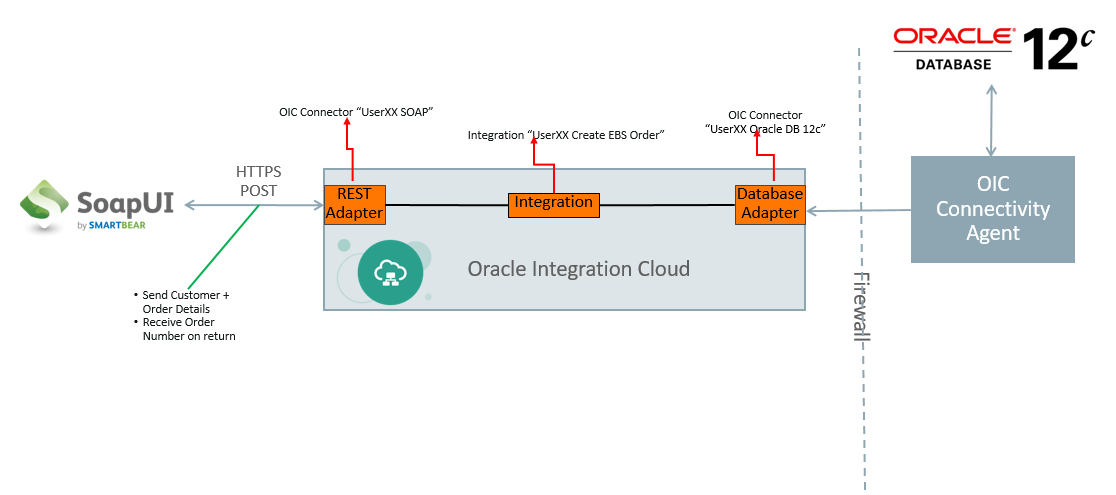 ORACLE®
DATABASE
12c
OIC Connector “UserXX SOAP”
Integration “UserXX Create EBS Order”
OIC Connector
“UserXX Oracle DB 12c”
HTTPS
POST
SoapUI
by SMARTBEAR
REST
Adapter
Integration
Database
Adapter
OIC
Connectivity
Agent
Oracle Integration Cloud
Firewall
• Send Customer +
Order Details
• Receive Order
Number on return